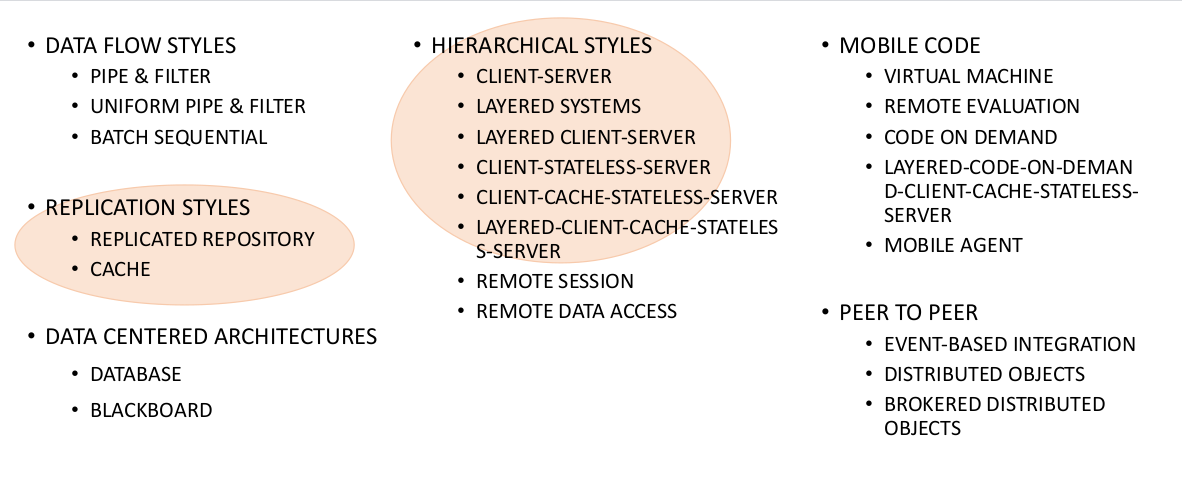 • DATA FLOW STYLES
• PIPE & FILTER
• UNIFORM PIPE & FILTER
• BATCH SEQUENTIAL
• REPLICATION STYLES
• REPLICATED REPOSITORY
• CACHE
• DATA CENTERED ARCHITECTURES
• DATABASE
• BLACKBOARD
• HIERARCHICAL STYLES
• CLIENT-SERVER
• LAYERED SYSTEMS
• LAYERED CLIENT-SERVER
• CLIENT-STATELESS-SERVER
• CLIENT-CACHE-STATELESS-SERVER
• LAYERED-CLIENT-CACHE-STATELES
S-SERVER
• REMOTE SESSION
• REMOTE DATA ACCESS
• MOBILE CODE
• VIRTUAL MACHINE
• REMOTE EVALUATION
• CODE ON DEMAND
• LAYERED-CODE-ON-DEMAN
D-CLIENT-CACHE-STATELESS-
SERVER
• MOBILE AGENT
• PEER TO PEER
• EVENT-BASED INTEGRATION
• DISTRIBUTED OBJECTS
• BROKERED DISTRIBUTED
OBJECTS